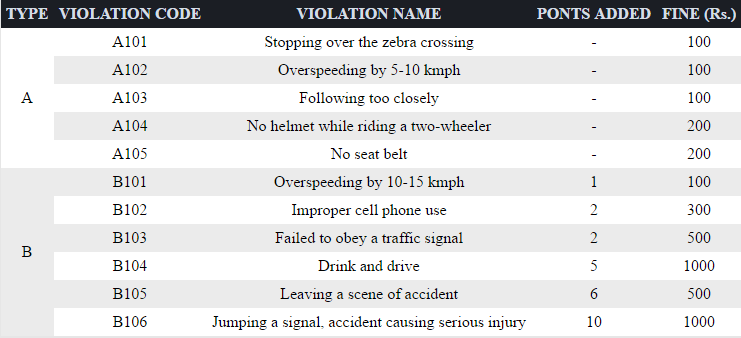 TYPE VIOLATION CODE VIOLATION NAME PONTS ADDED FINE (Rs.)
A101 Stopping over the zebra crossing - 100
A102 Overspeeding by 5-10 kmph - 100
A A103 Following too closely - 100
A104 No helmet while riding a two-wheeler - 200
A105 No seat belt - 200
B101 Overspeeding by 10-15 kmph 1 100
B102 Improper cell phone use 2 300
B103 Failed to obey a traffic signal 2 500
B
B104 Drink and drive 5 1000
B105 Leaving a scene of accident 6 500
B106 Jumping a signal, accident causing serious injury 10 1000